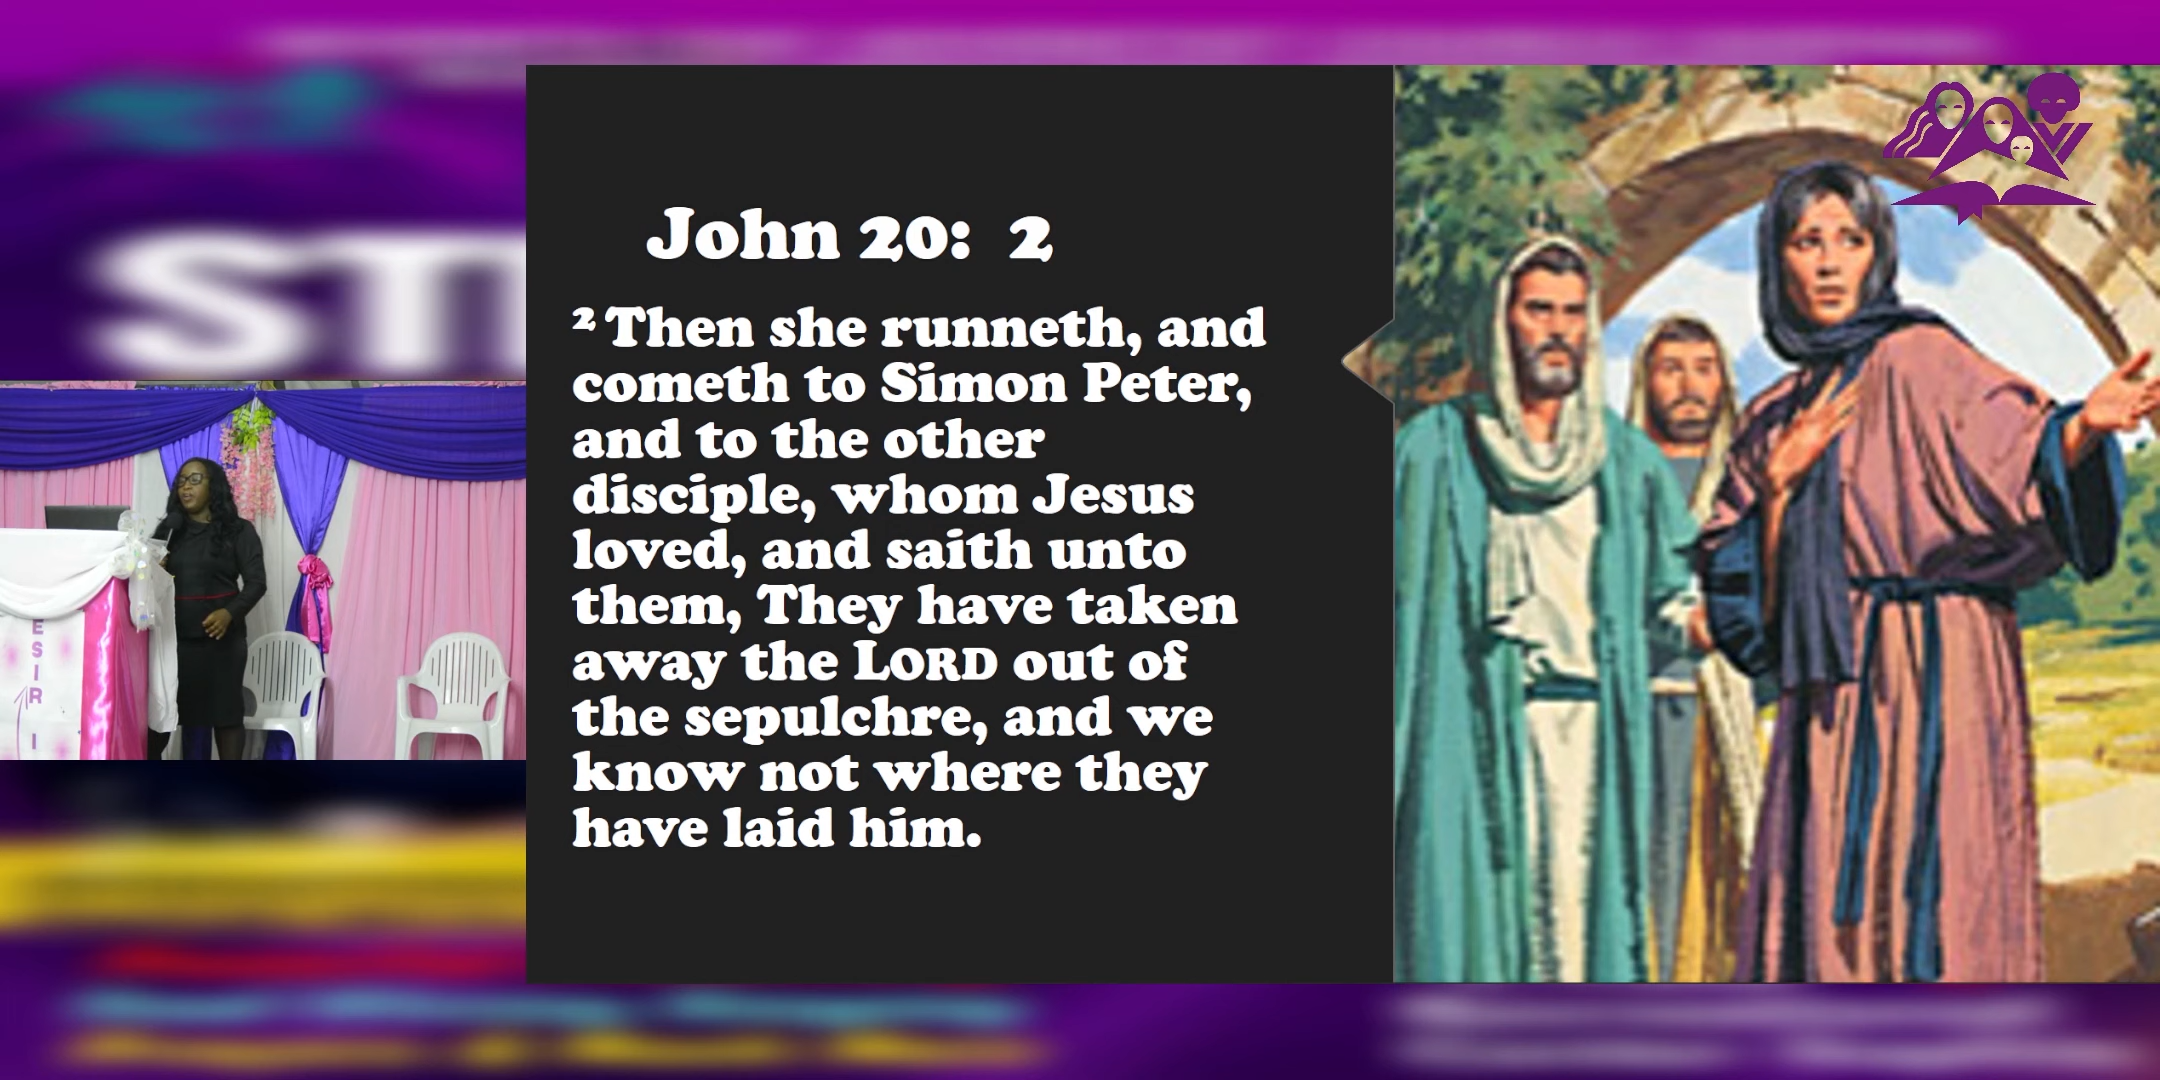 STI
John 20: 2
² Then she runneth, and
cometh to Simon Peter,
and to the other
disciple, whom Jesus
loved, and saith unto
them, They have taken
away the LORD out of
the sepulchre, and we
know not where they
have laid him.
ESIR I